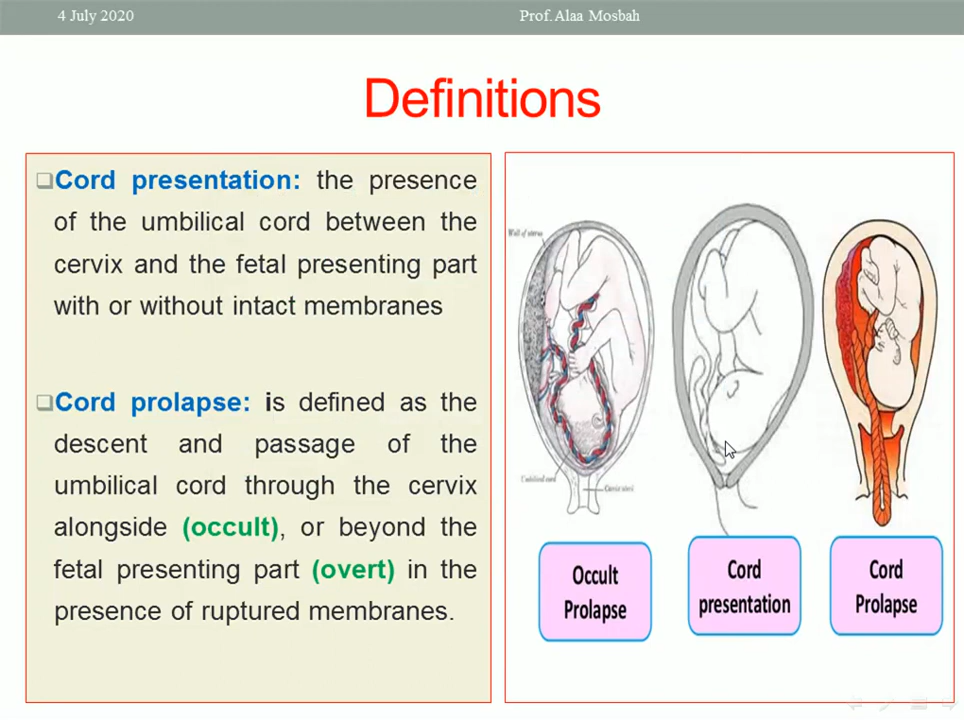 4 July 2020
Prof. Alaa Mosbah
Definitions
Cord presentation: the presence
of the umbilical cord between the
cervix and the fetal presenting part
with or without intact membranes
Cord prolapse: is defined as the
descent and passage of the
umbilical cord through the cervix
alongside (occult), or beyond the
fetal presenting part (overt) in the
presence of ruptured membranes.
Wall of uterus
Umbilical cord
Occult
Prolapse
Cord
presentation
Cord
Prolapse